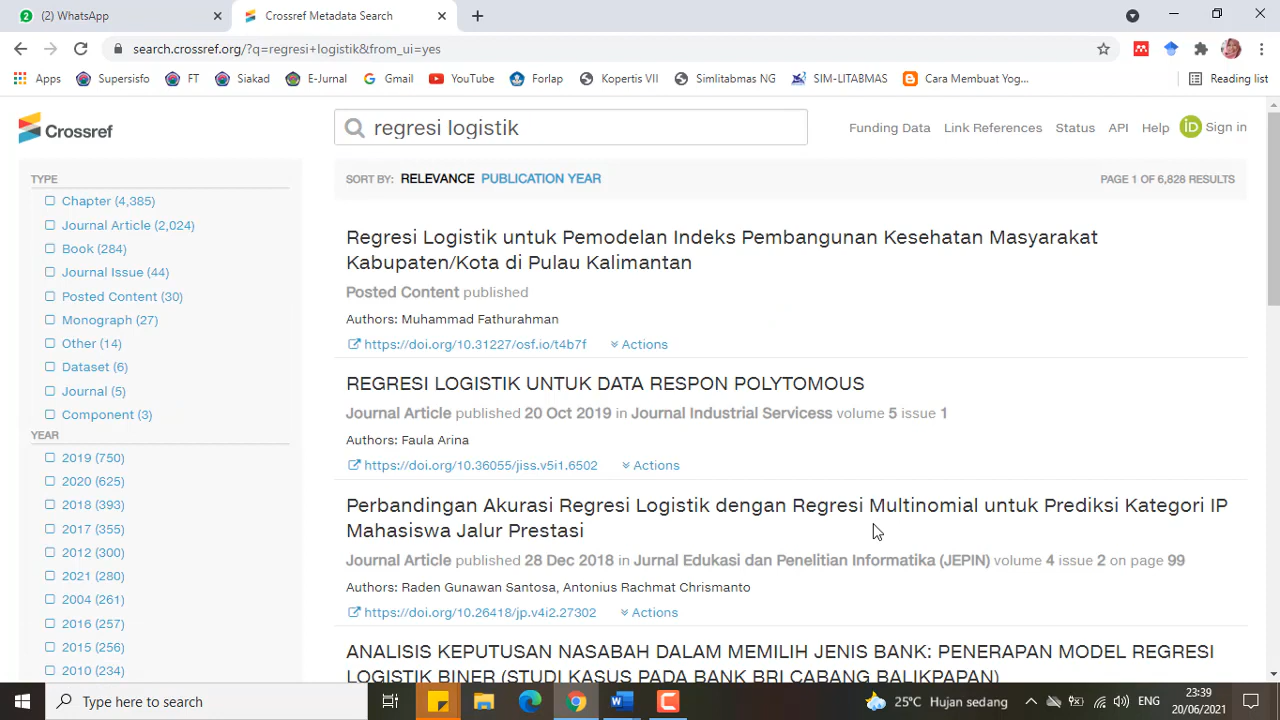 2 WhatsApp
Crossref Metadata Search
search.crossref.org/?q=regresi+logistik&from_ui=yes
Apps Supersisfo FT Siakad E-Jurnal Gmail YouTube Forlap Kopertis VII Simlitabmas NG SIM-LITABMAS Cara Membuat Yog... Reading list
Crossref
regresi logistik
Funding Data Link References Status API Help iD Sign in
TYPE
Chapter (4,385)
Journal Article (2,024)
Book (284)
Journal Issue (44)
Posted Content (30)
Monograph (27)
Other (14)
Dataset (6)
Journal (5)
Component (3)
YEAR
2019 (750)
2020 (625)
2018 (393)
2017 (355)
2012 (300)
2021 (280)
2004 (261)
2016 (257)
2015 (256)
2010 (234)
SORT BY: RELEVANCE PUBLICATION YEAR PAGE 1 OF 6,828 RESULTS
Regresi Logistik untuk Pemodelan Indeks Pembangunan Kesehatan Masyarakat
Kabupaten/Kota di Pulau Kalimantan
Posted Content published
Authors: Muhammad Fathurahman
https://doi.org/10.31227/osf.io/t4b7f Actions
REGRESI LOGISTIK UNTUK DATA RESPON POLYTOMOUS
Journal Article published 20 Oct 2019 in Journal Industrial Servicess volume 5 issue 1
Authors: Faula Arina
https://doi.org/10.36055/jiss.v5i1.6502 Actions
Perbandingan Akurasi Regresi Logistik dengan Regresi Multinomial untuk Prediksi Kategori IP
Mahasiswa Jalur Prestasi
Journal Article published 28 Dec 2018 in Jurnal Edukasi dan Penelitian Informatika (JEPIN) volume 4 issue 2 on page 99
Authors: Raden Gunawan Santosa, Antonius Rachmat Chrismanto
https://doi.org/10.26418/jp.v4i2.27302 Actions
ANALISIS KEPUTUSAN NASABAH DALAM MEMILIH JENIS BANK: PENERAPAN MODEL REGRESI
LOGISTIK BINER (STUDI KASUS PADA BANK BRI CABANG BALIKPAPAN)
Type here to search
25°C Hujan sedang
ENG
23:39
20/06/2021